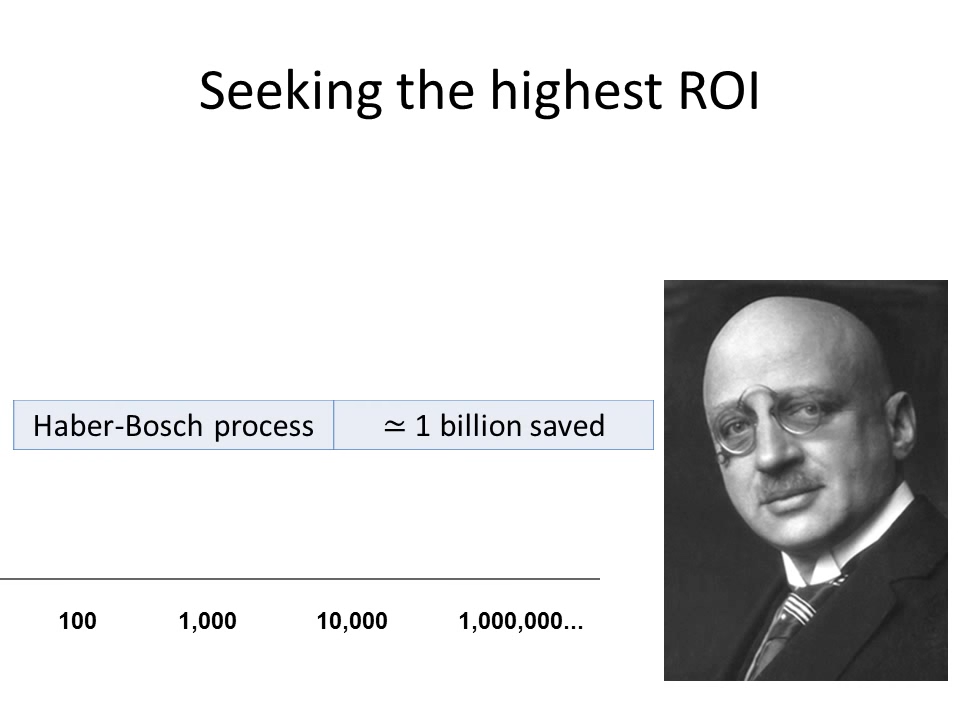 Seeking the highest ROI
Haber-Bosch process ≃ 1 billion saved
100 1,000 10,000 1,000,000...